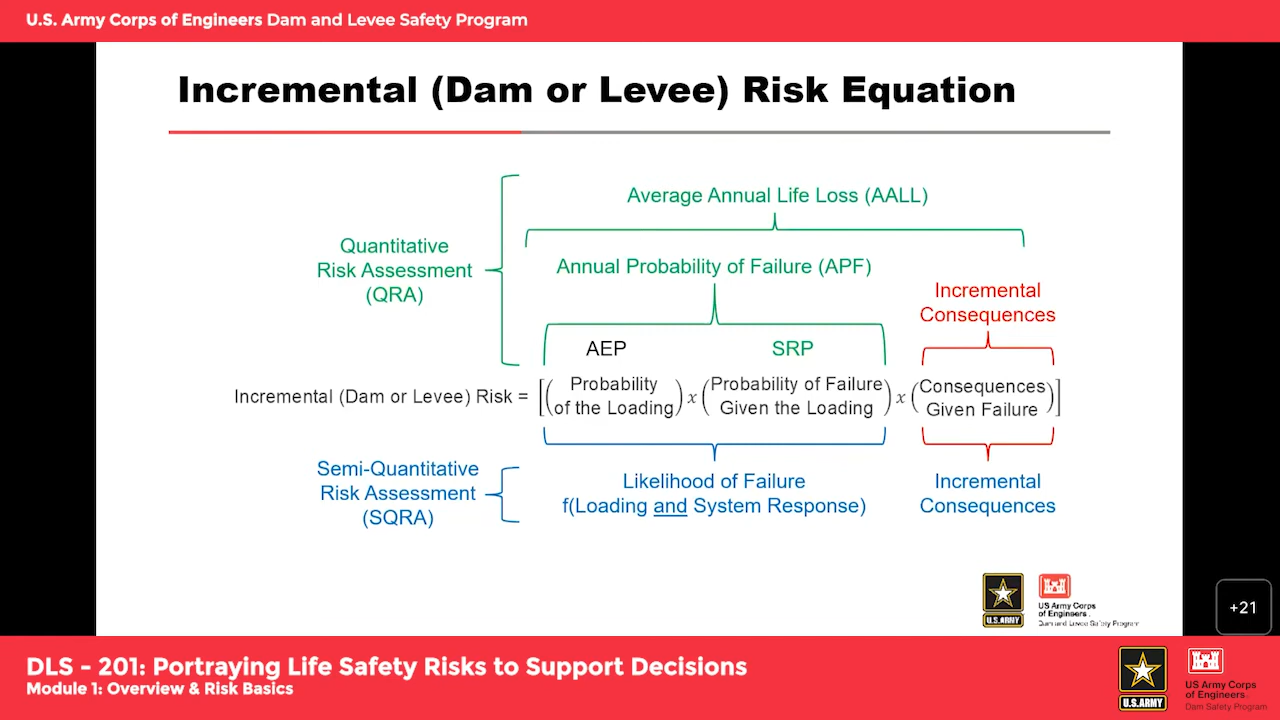 U.S. Army Corps of Engineers Dam and Levee Safety Program
Incremental (Dam or Levee) Risk Equation
Average Annual Life Loss (AALL)
Quantitative
Risk Assessment
(QRA)
Annual Probability of Failure (APF)
Incremental
Consequences
AEP
SRP
Incremental (Dam or Levee) Risk = [(Probability of the Loading) x (Probability of Failure Given the Loading) x (Consequences Given Failure)]
Semi-Quantitative
Risk Assessment
(SQRA)
Likelihood of Failure
f(Loading and System Response)
Incremental
Consequences
U.S. ARMY
US Army Corps
of Engineers.
Dam and Levee Safety Program
+21
DLS - 201: Portraying Life Safety Risks to Support Decisions
Module 1: Overview & Risk Basics
U.S. ARMY
US Army Corps
of Engineers.
Dam Safety Program